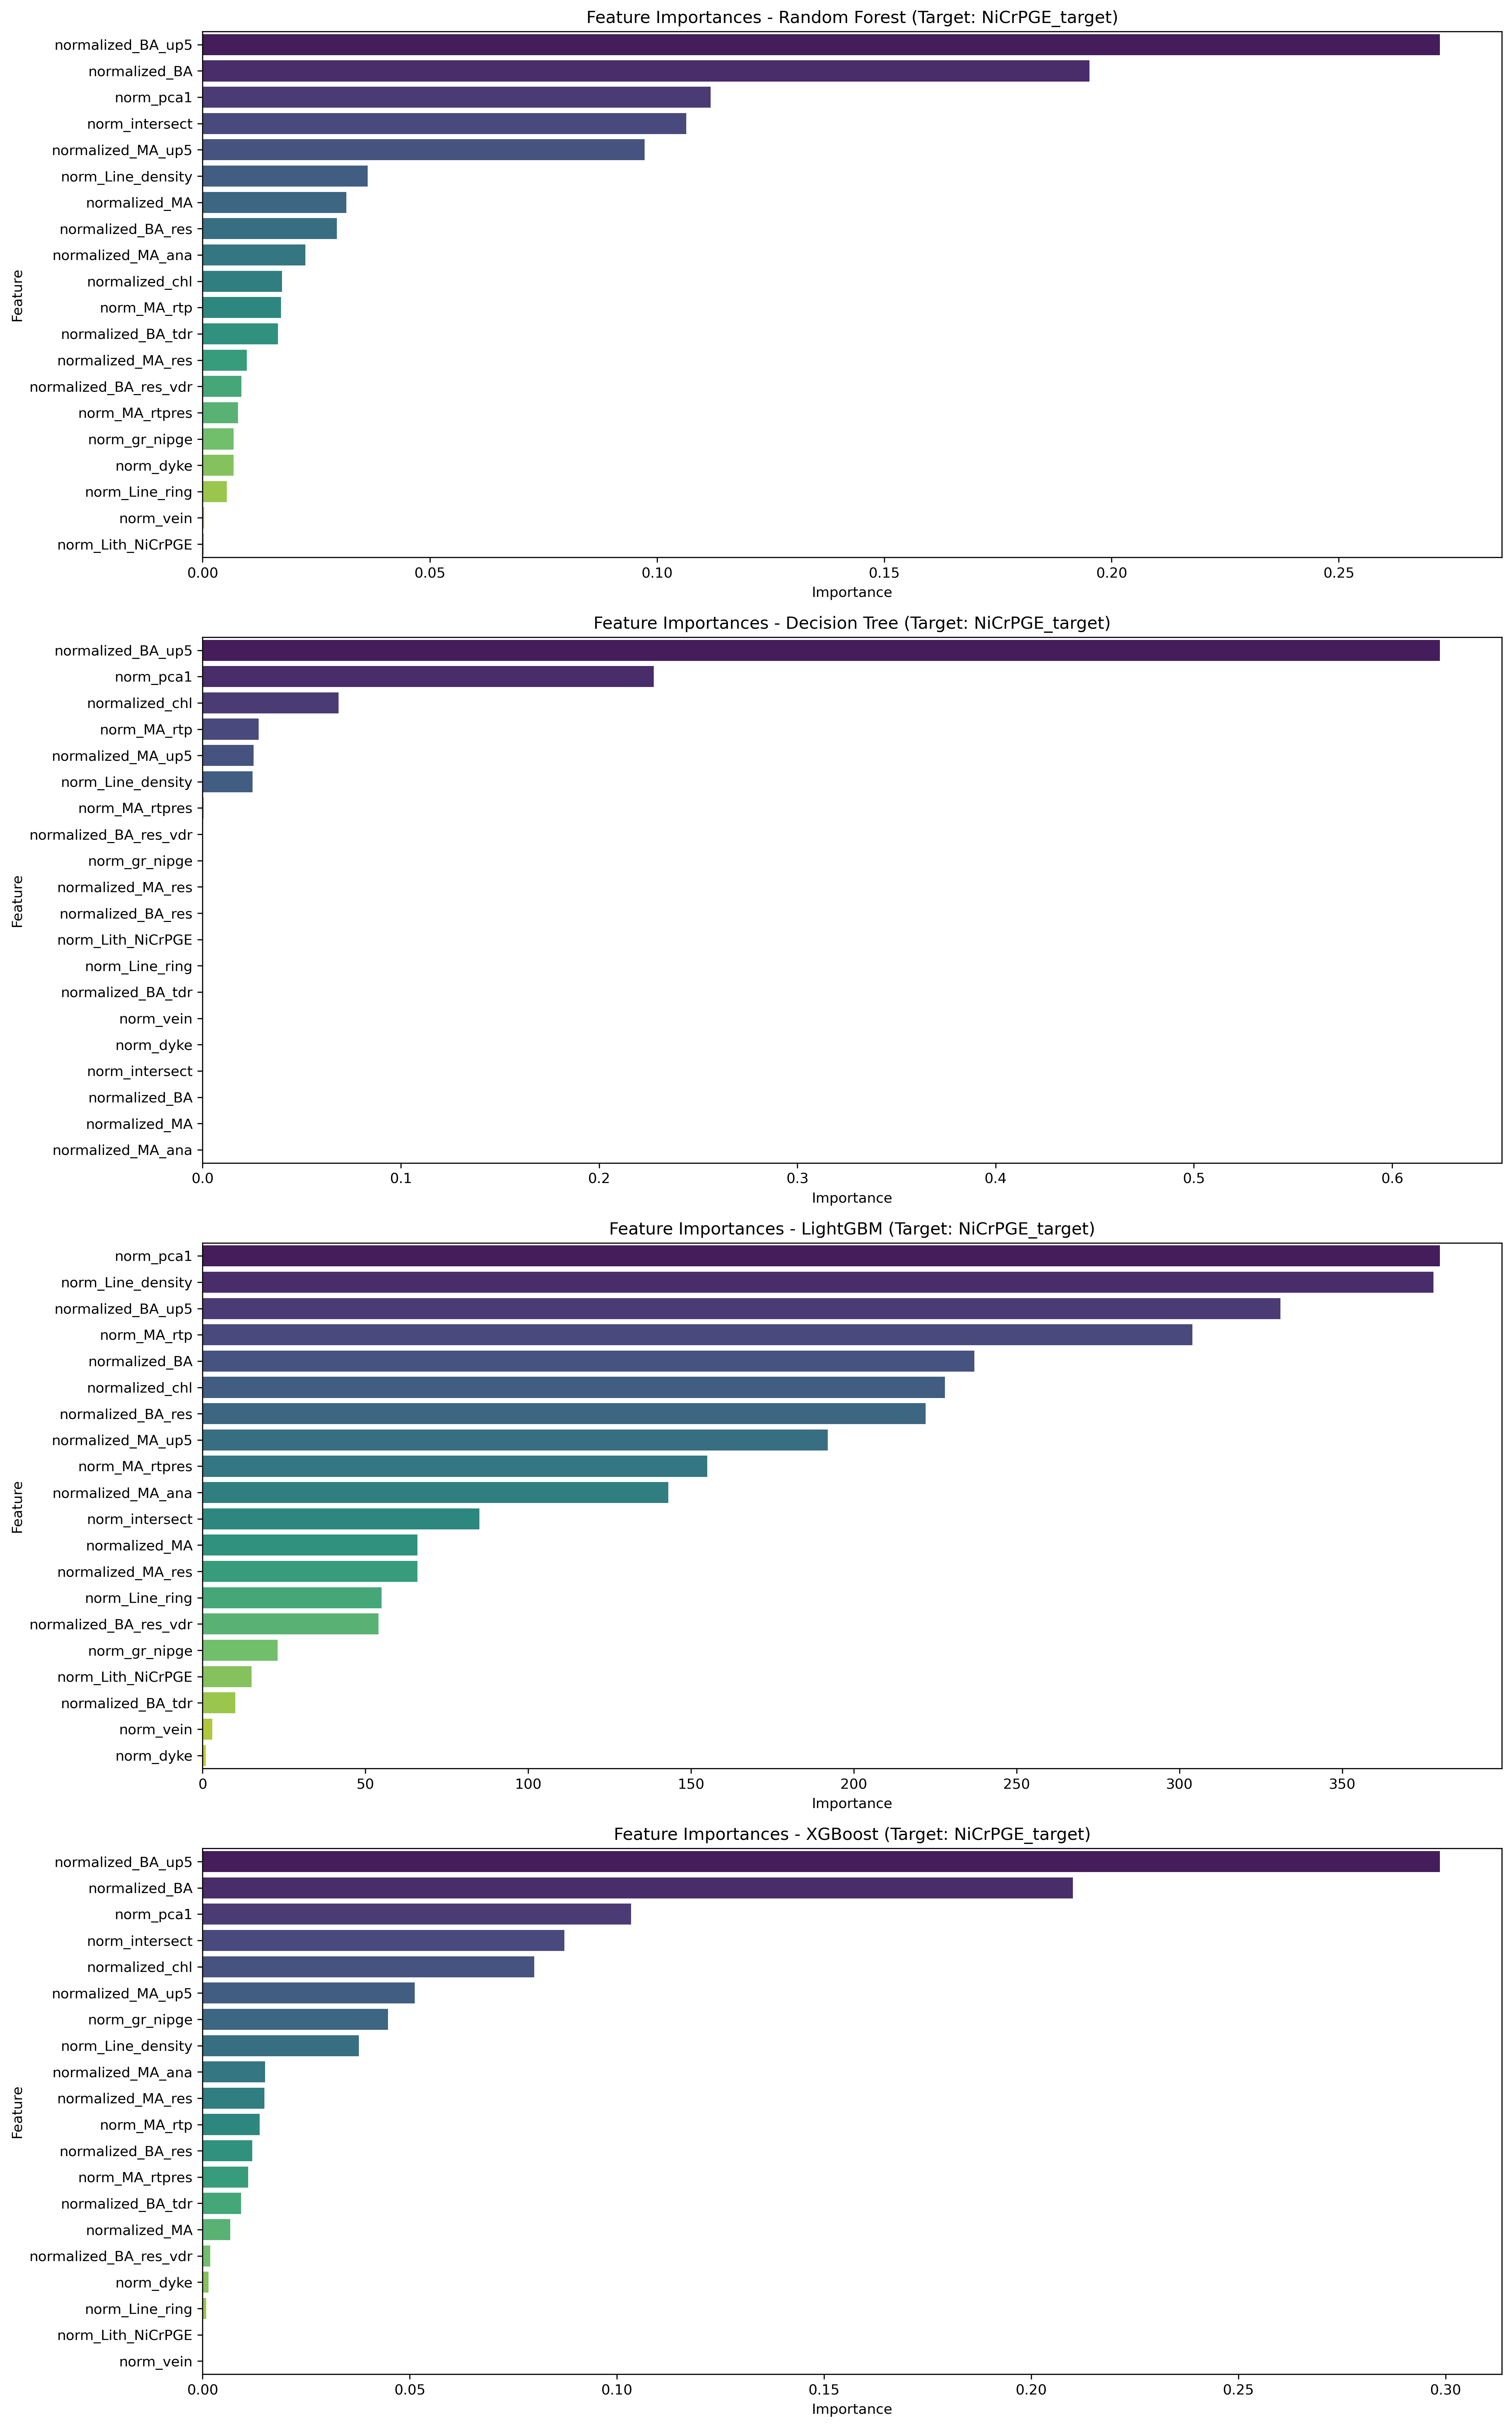 Feature Importances - Random Forest (Target: NiCrPGE_target)
Feature
normalized_BA_up5
normalized_BA
norm_pca1
norm_intersect
normalized_MA_up5
norm_Line_density
normalized_MA
normalized_BA_res
normalized_MA_ana
normalized_chl
norm_MA_rtp
normalized_BA_tdr
normalized_MA_res
normalized_BA_res_vdr
norm_MA_rtpres
norm_gr_nipge
norm_dyke
norm_Line_ring
norm_vein
norm_Lith_NiCrPGE
0.00 0.05 0.10 0.15 0.20 0.25
Importance
Feature Importances - Decision Tree (Target: NiCrPGE_target)
Feature
normalized_BA_up5
norm_pca1
normalized_chl
norm_MA_rtp
normalized_MA_up5
norm_Line_density
norm_MA_rtpres
normalized_BA_res_vdr
norm_gr_nipge
normalized_MA_res
normalized_BA_res
norm_Lith_NiCrPGE
norm_Line_ring
normalized_BA_tdr
norm_vein
norm_dyke
norm_intersect
normalized_BA
normalized_MA
normalized_MA_ana
0.0 0.1 0.2 0.3 0.4 0.5 0.6
Importance
Feature Importances - LightGBM (Target: NiCrPGE_target)
Feature
norm_pca1
norm_Line_density
normalized_BA_up5
norm_MA_rtp
normalized_BA
normalized_chl
normalized_BA_res
normalized_MA_up5
norm_MA_rtpres
normalized_MA_ana
norm_intersect
normalized_MA
normalized_MA_res
norm_Line_ring
normalized_BA_res_vdr
norm_gr_nipge
norm_Lith_NiCrPGE
normalized_BA_tdr
norm_vein
norm_dyke
0 50 100 150 200 250 300 350
Importance
Feature Importances - XGBoost (Target: NiCrPGE_target)
Feature
normalized_BA_up5
normalized_BA
norm_pca1
norm_intersect
normalized_chl
normalized_MA_up5
norm_gr_nipge
norm_Line_density
normalized_MA_ana
normalized_MA_res
norm_MA_rtp
normalized_BA_res
norm_MA_rtpres
normalized_BA_tdr
normalized_MA
normalized_BA_res_vdr
norm_dyke
norm_Line_ring
norm_Lith_NiCrPGE
norm_vein
0.00 0.05 0.10 0.15 0.20 0.25 0.30
Importance